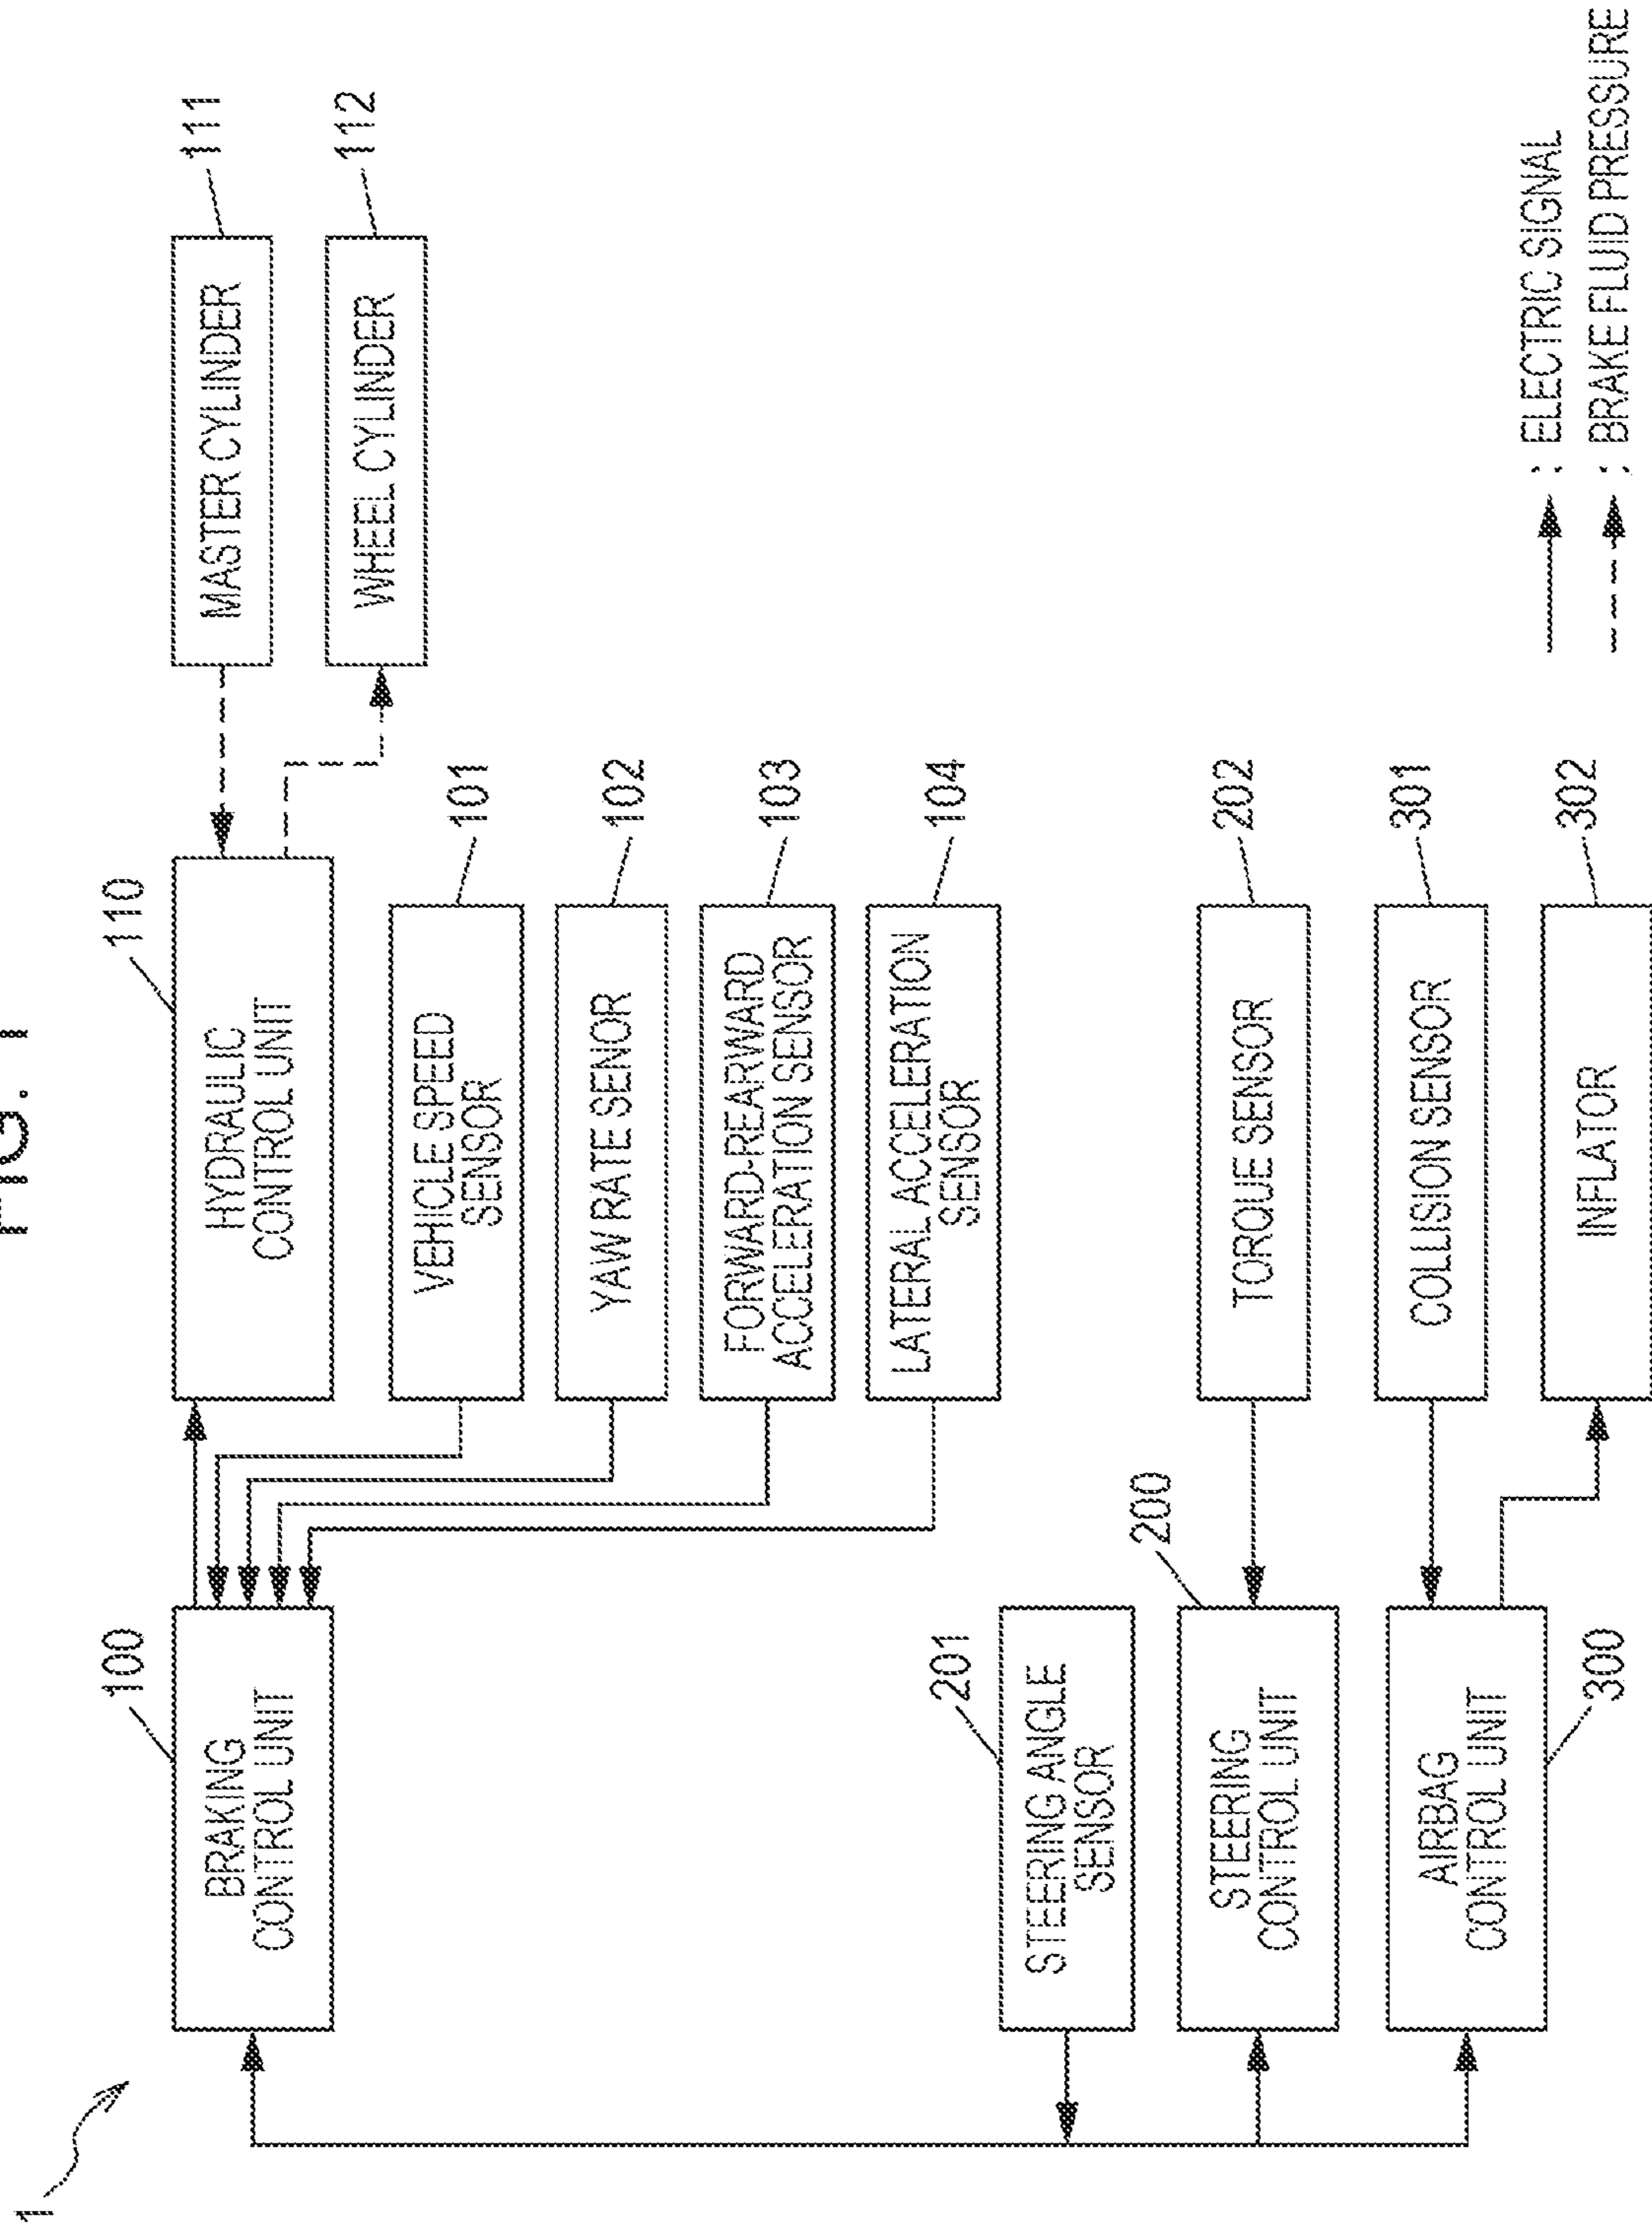 FIG. 1
1
100
BRAKING
CONTROL UNIT
110
HYDRAULIC
CONTROL UNIT
MASTER CYLINDER
111
WHEEL CYLINDER
112
VEHICLE SPEED
SENSOR
101
YAW RATE SENOR
102
FORWARD-REARWARD
ACCELERATION SENSOR
103
LATERAL ACCELERATION
SENSOR
104
201
STEERING ANGLE
SENSOR
200
STEERING
CONTROL UNIT
TORQUE SENSOR
202
AIRBAG
CONTROL UNIT
300
COLLISION SENSOR
301
INFLATOR
302
: ELECTRIC SIGNAL
: BRAKE FLUID PRESSURE